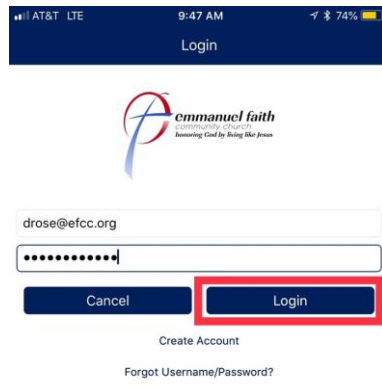 AT&T LTE 9:47 AM 74%
Login
emmanuel faith
community church
honoring God by living like Jesus
drose@efcc.org
••••••••••••
Cancel Login
Create Account
Forgot Username/Password?